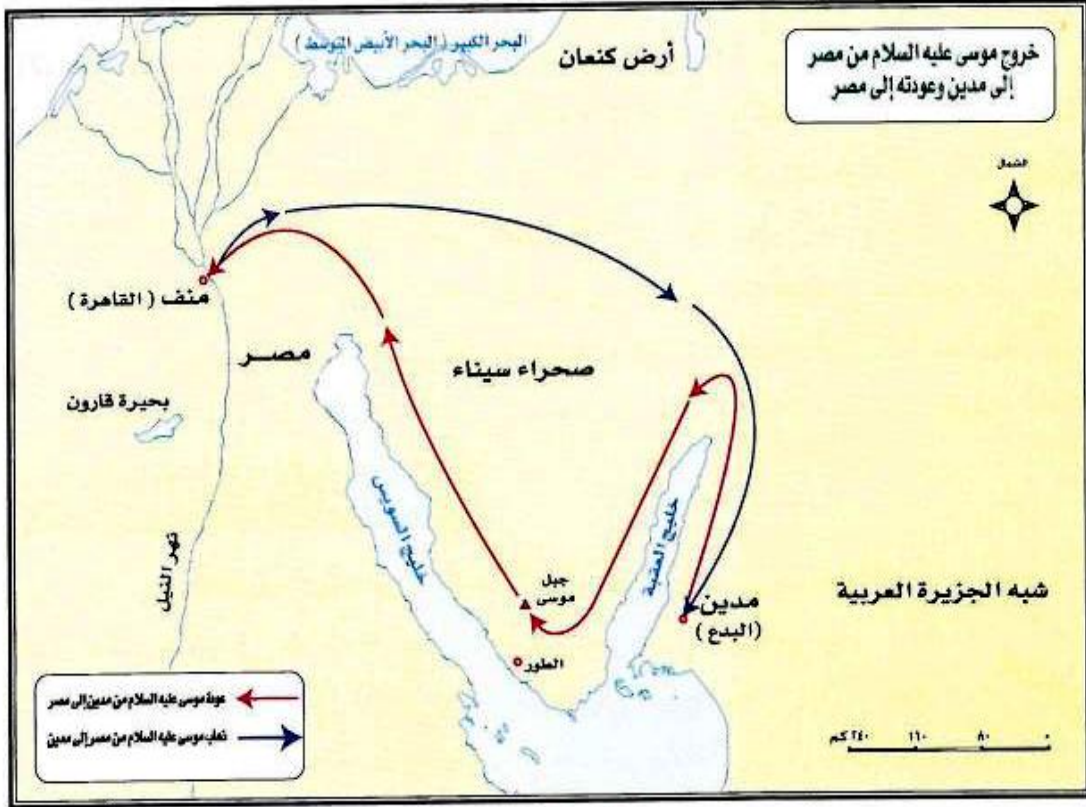 خروج موسى عليه السلام من مصر
إلى مدين وعودته إلى مصر
البحر الكبير ( البحر الأبيض المتوسط )
أرض كنعان
الشمال
منف ( القاهرة )
مصر
صحراء سيناء
بحيرة قارون
خليج السويس
خليج العقبة
نهر النيل
جبل
موسى
الطور
مدين
( البدع )
شبه الجزيرة العربية
عودة موسى عليه السلام من مدين إلى مصر
ذهاب موسى عليه السلام من مصر إلى مدين
٠ ٨٠ ١٦٠ ٢٤٠ كم